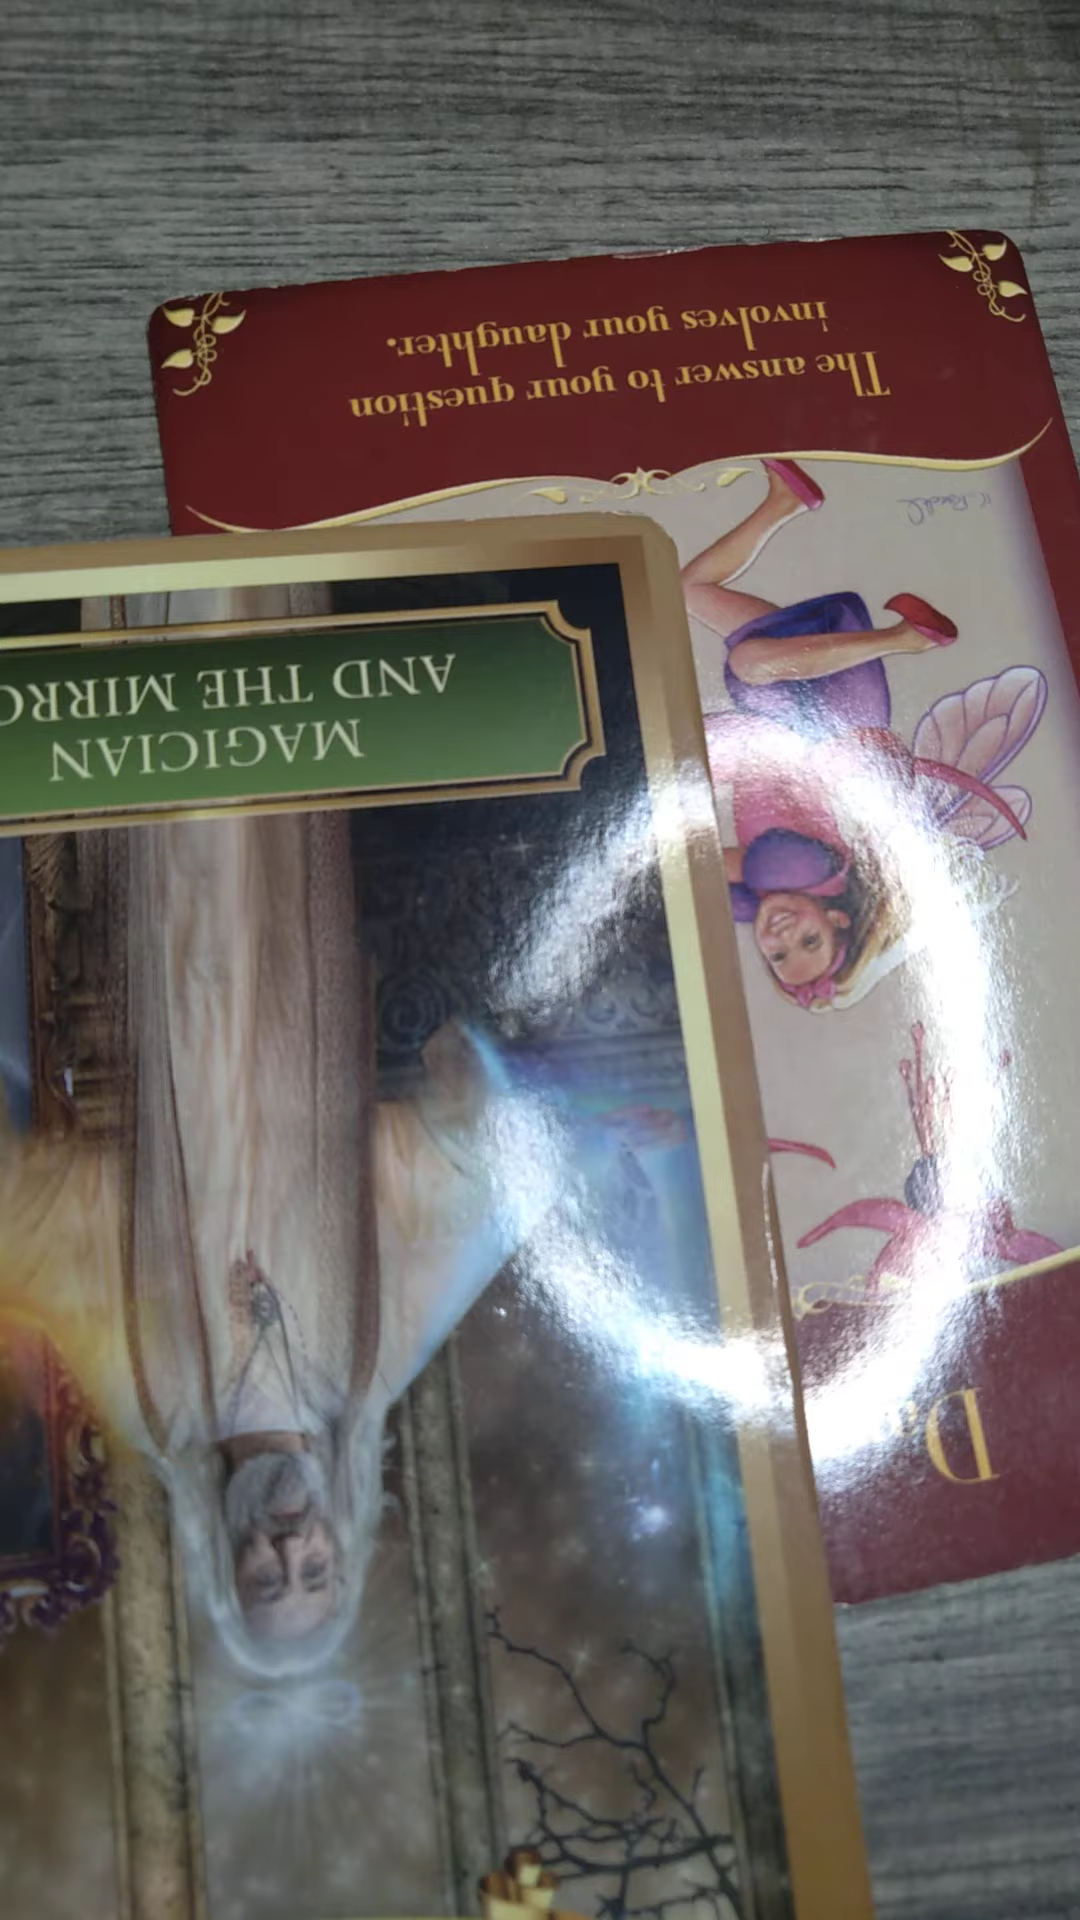 MAGICIAN
AND THE MIRRO
D
The answer to your question
involves your daughter.